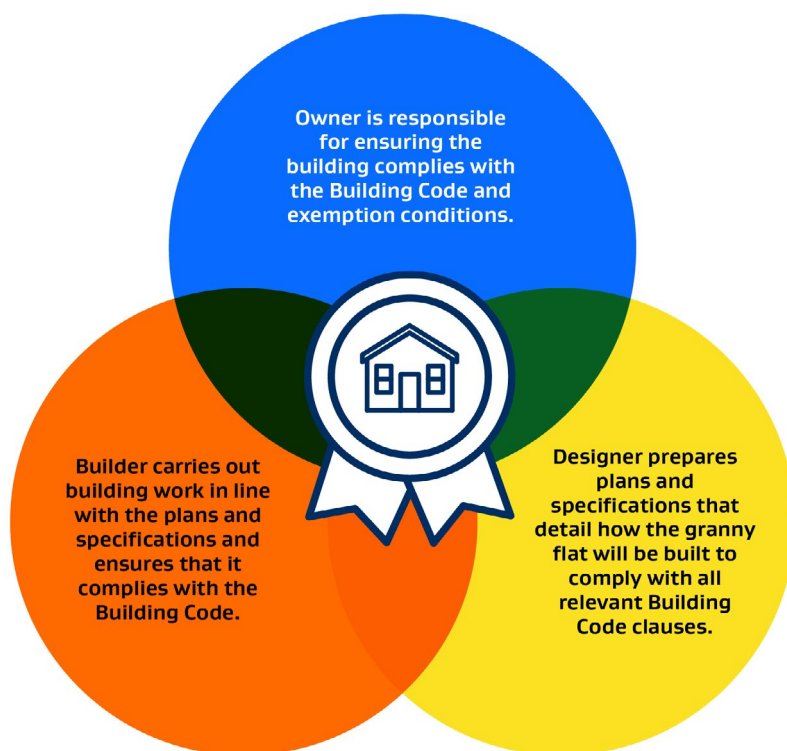 Owner is responsible
for ensuring the
building complies with
the Building Code and
exemption conditions.
Builder carries out
building work in line
with the plans and
specifications and
ensures that it
complies with the
Building Code.
Designer prepares
plans and
specifications that
detail how the granny
flat will be built to
comply with all
relevant Building
Code clauses.